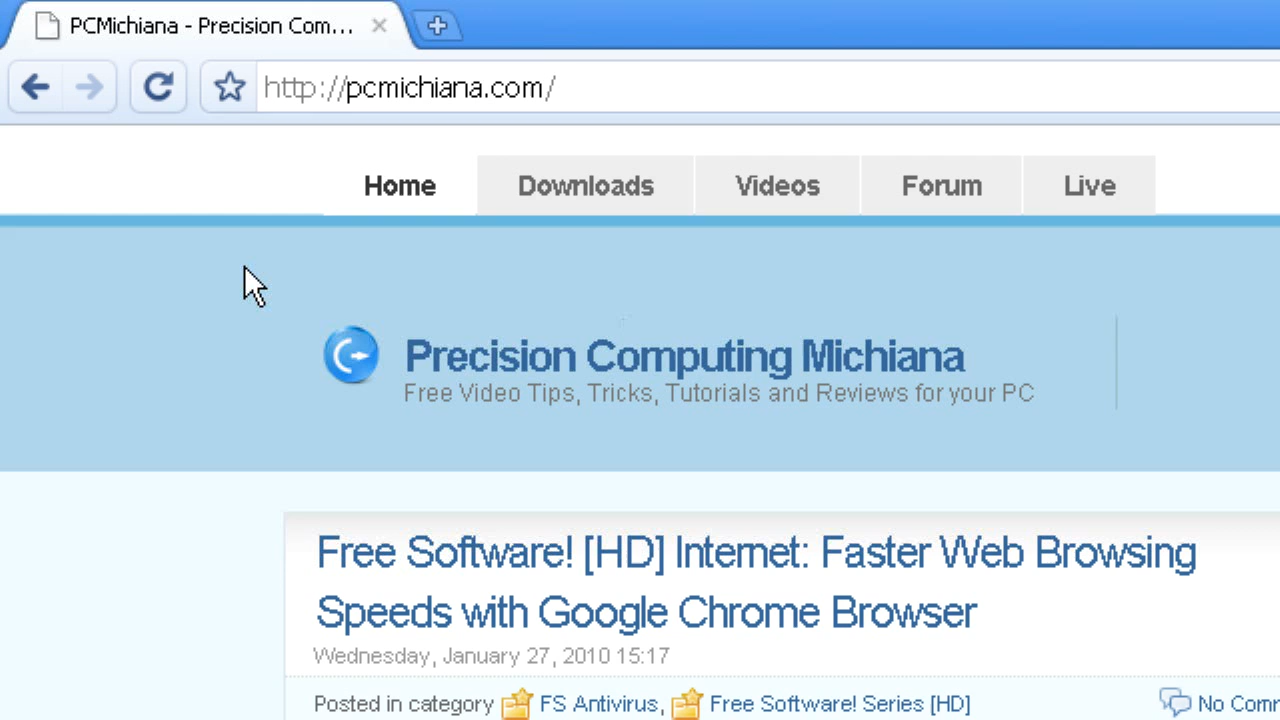 PCMichiana - Precision Com...
http://pcmichiana.com/
Home Downloads Videos Forum Live
Precision Computing Michiana
Free Video Tips, Tricks, Tutorials and Reviews for your PC
Free Software! [HD] Internet: Faster Web Browsing
Speeds with Google Chrome Browser
Wednesday, January 27, 2010 15:17
Posted in category FS Antivirus, Free Software! Series [HD] No Comm